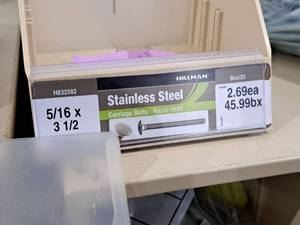 HILLMAN
H832582
Box/25
5/16 x
3 1/2
Stainless Steel
Carriage Bolts · Round Head
2.69ea
45.99bx